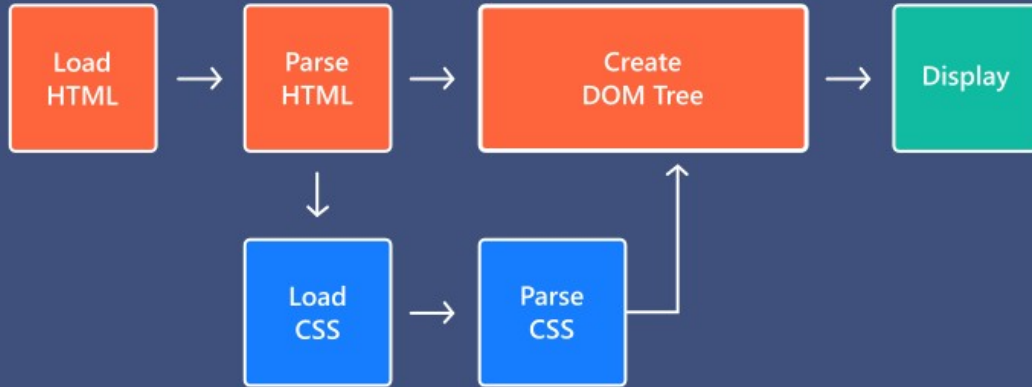 Load
HTML
Parse
HTML
Create
DOM Tree
Display
Load
CSS
Parse
CSS